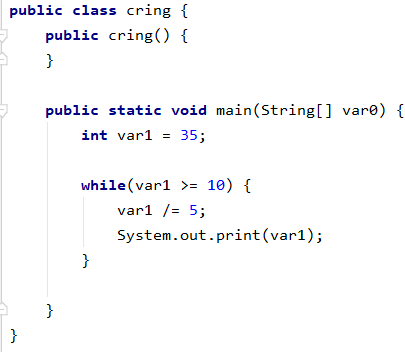 public class cring {
public cring() {
}
public static void main(String[] var0) {
int var1 = 35;
while(var1 >= 10) {
var1 /= 5;
System.out.print(var1);
}
}
}